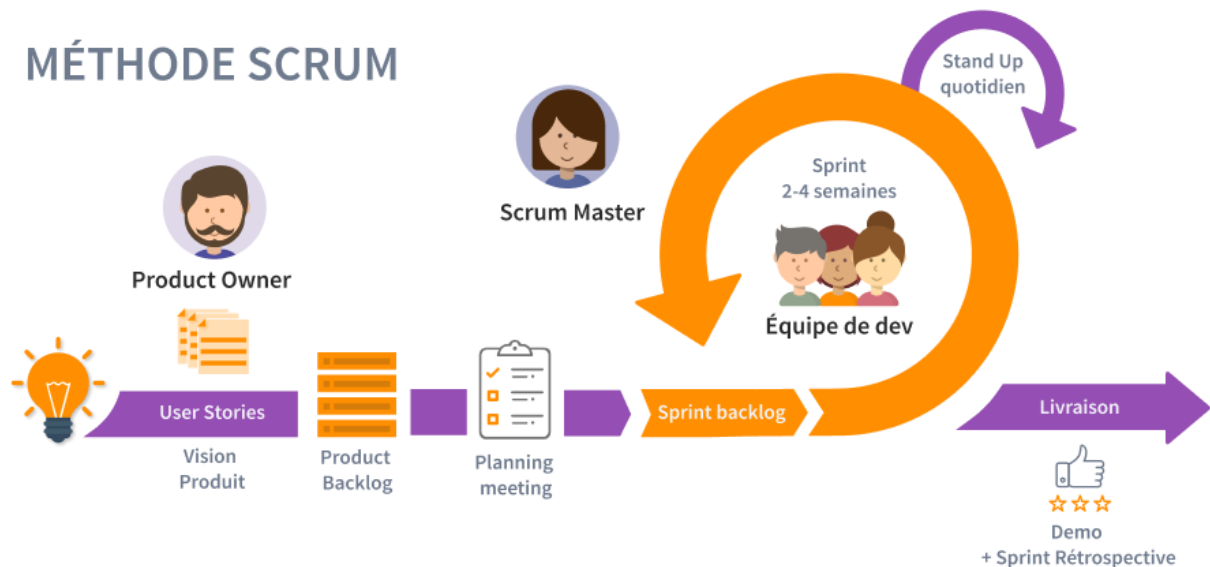 MÉTHODE SCRUM
Product Owner
User Stories
Vision
Produit
Product
Backlog
Planning
meeting
Scrum Master
Sprint backlog
Sprint
2-4 semaines
Équipe de dev
Stand Up
quotidien
Livraison
Demo
+ Sprint Rétrospective